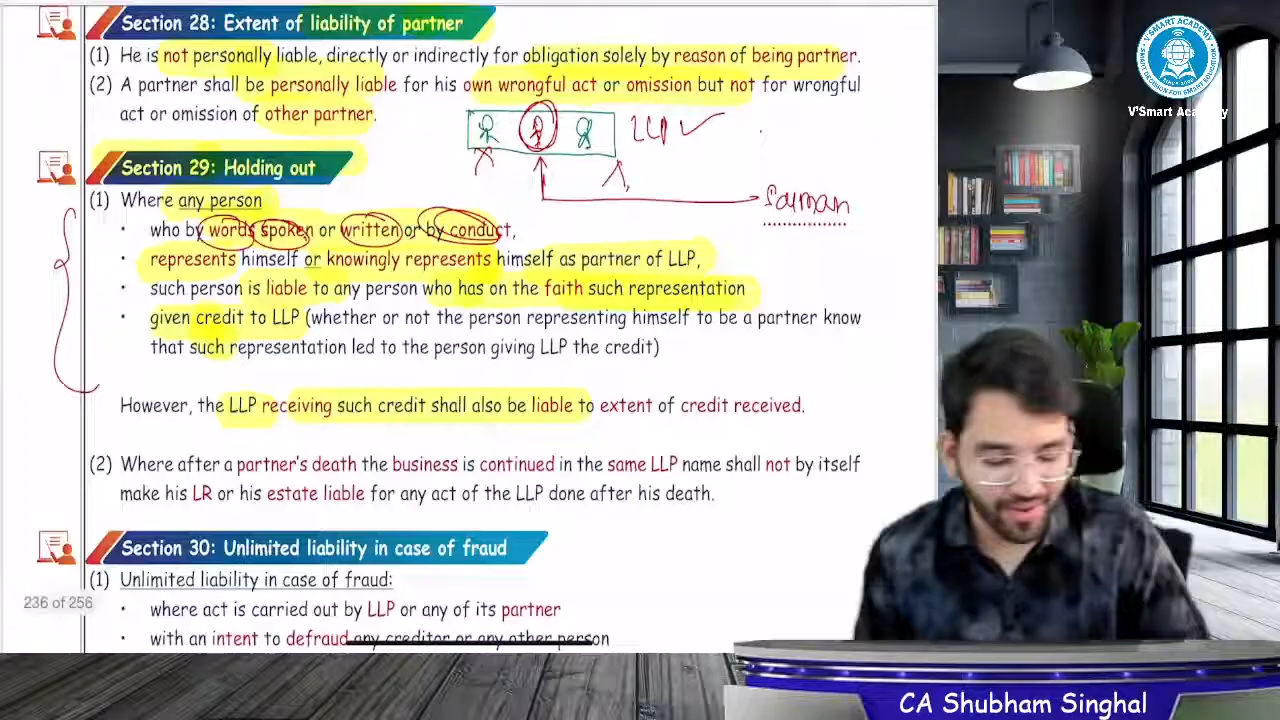 Section 28: Extent of liability of partner
(1) He is not personally liable, directly or indirectly for obligation solely by reason of being partner.
(2) A partner shall be personally liable for his own wrongful act or omission but not for wrongful
act or omission of other partner.
LLP
Section 29: Holding out
(1) Where any person
• who by words spoken or written or by conduct,
• represents himself or knowingly represents himself as partner of LLP,
• such person is liable to any person who has on the faith such representation
• given credit to LLP (whether or not the person representing himself to be a partner know
that such representation led to the person giving LLP the credit)
However, the LLP receiving such credit shall also be liable to extent of credit received.
(2) Where after a partner's death the business is continued in the same LLP name shall not by itself
make his LR or his estate liable for any act of the LLP done after his death.
Section 30: Unlimited liability in case of fraud
(1) Unlimited liability in case of fraud:
236 of 256
• where act is carried out by LLP or any of its partner
• with an intent to defraud any creditor or any other person
V'SMART ACADEMY
V'Smart Academy
CA Shubham Singhal